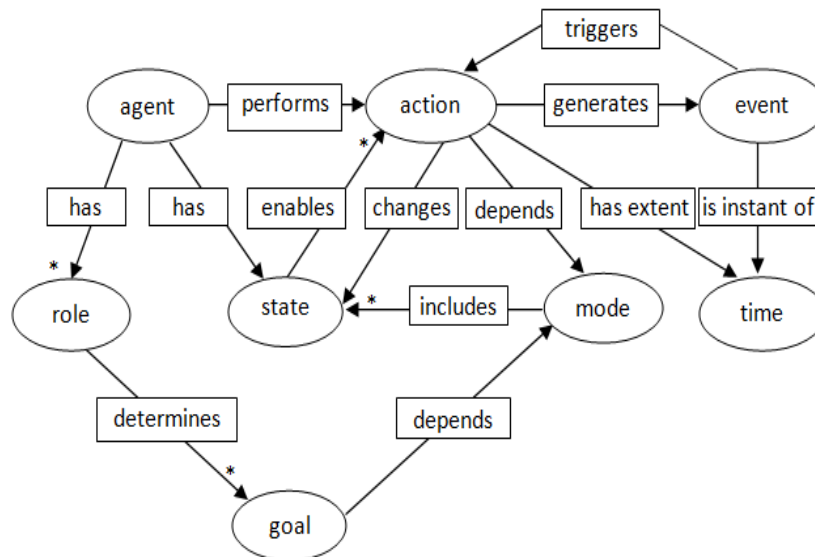 triggers
agent
performs
action
generates
event
has
has
enables
*
changes
depends
has extent
is instant of
*
role
state
*
includes
mode
time
determines
depends
*
goal